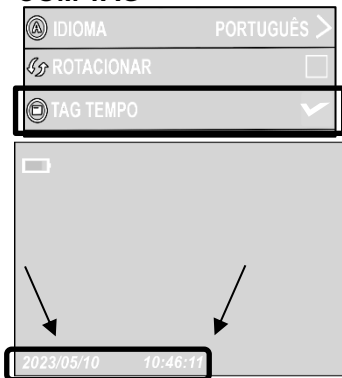 IDIOMA PORTUGUÊS >
ROTACIONAR
TAG TEMPO
2023/05/10 10:46:11